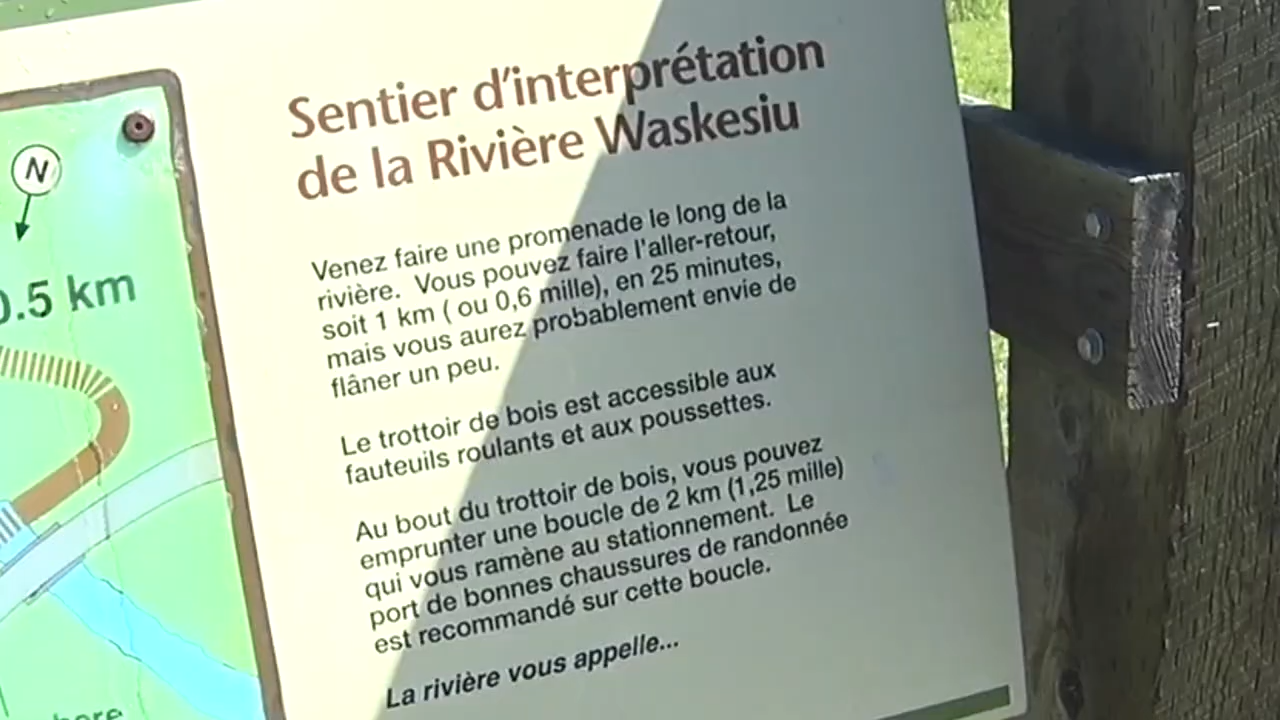 Sentier d'interprétation
de la Rivière Waskesiu
N
0.5 km
Venez faire une promenade le long de la
rivière. Vous pouvez faire l'aller-retour,
soit 1 km ( ou 0,6 mille), en 25 minutes,
mais vous aurez probablement envie de
flâner un peu.
Le trottoir de bois est accessible aux
fauteuils roulants et aux poussettes.
Au bout du trottoir de bois, vous pouvez
emprunter une boucle de 2 km (1,25 mille)
qui vous ramène au stationnement. Le
port de bonnes chaussures de randonnée
est recommandé sur cette boucle.
La rivière vous appelle...